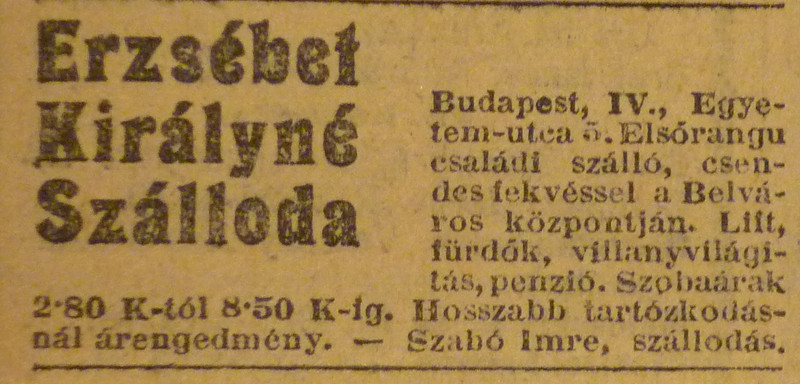 Erzsébet
Királyné
Szálloda
Budapest, IV., Egye-
tem-utca 5. Elsőrangu
családi szálló, csen-
des fekvéssel a Belvá-
ros központján. Lift,
fürdők, villanyvilági-
tás, penzió. Szobaárak
2·80 K-tól 8·50 K-ig. Hosszabb tartózkodás-
nál árengedmény. — Szabó Imre, szállodás.